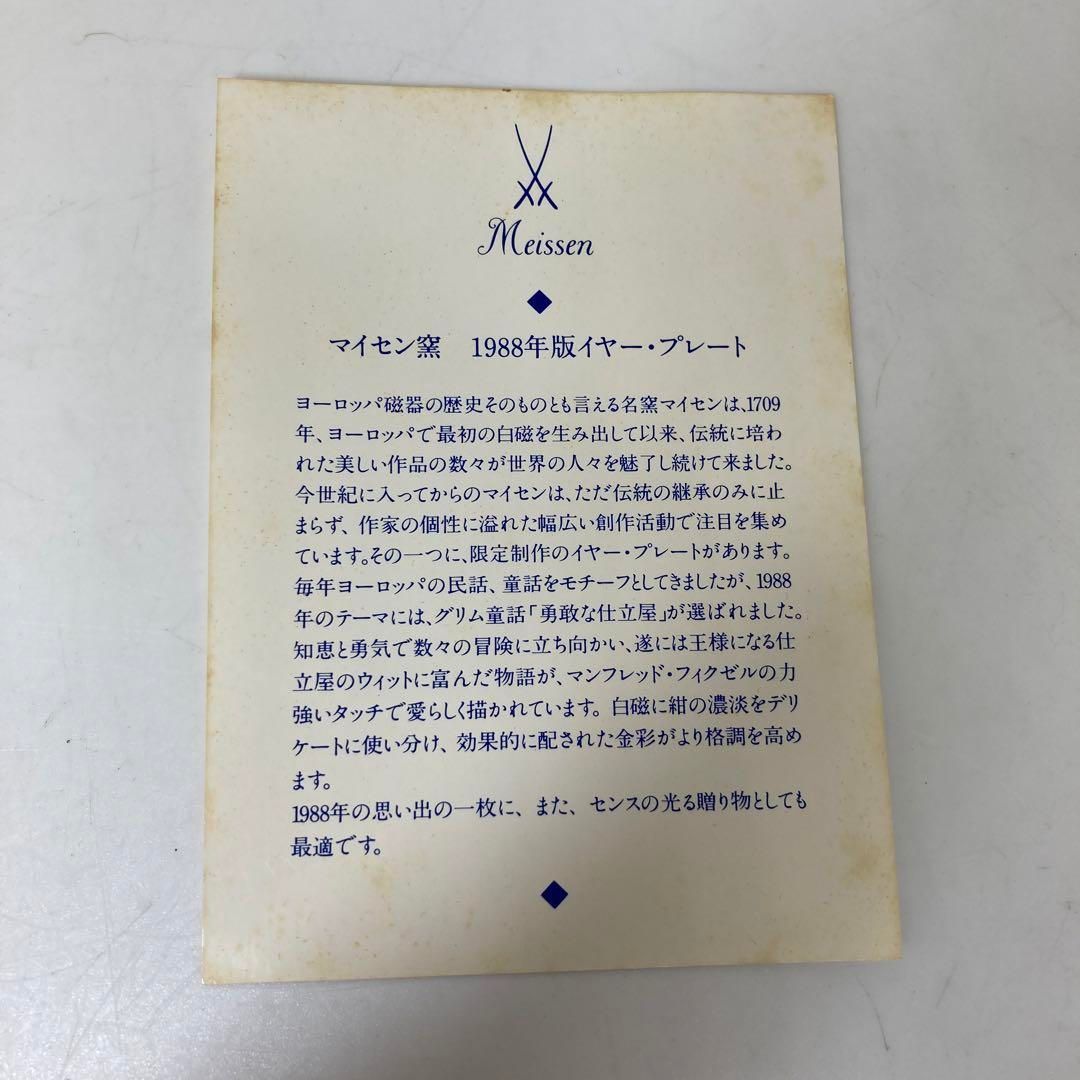 Meissen
マイセン窯 1988年版イヤー・プレート
ヨーロッパ磁器の歴史そのものとも言える名窯マイセンは、1709
年、ヨーロッパで最初の白磁を生み出して以来、伝統に培わ
れた美しい作品の数々が世界の人々を魅了し続けて来ました。
今世紀に入ってからのマイセンは、ただ伝統の継承のみに止
まらず、作家の個性に溢れた幅広い創作活動で注目を集め
ています。その一つに、限定制作のイヤー・プレートがあります。
毎年ヨーロッパの民話、童話をモチーフとしてきましたが、1988
年のテーマには、グリム童話「勇敢な仕立屋」が選ばれました。
知恵と勇気で数々の冒険に立ち向かい、遂には王様になる仕
立屋のウィットに富んだ物語が、マンフレッド・フィクゼルの力
強いタッチで愛らしく描かれています。白磁に紺の濃淡をデリ
ケートに使い分け、効果的に配された金彩がより格調を高め
ます。
1988年の思い出の一枚に、また、センスの光る贈り物としても
最適です。